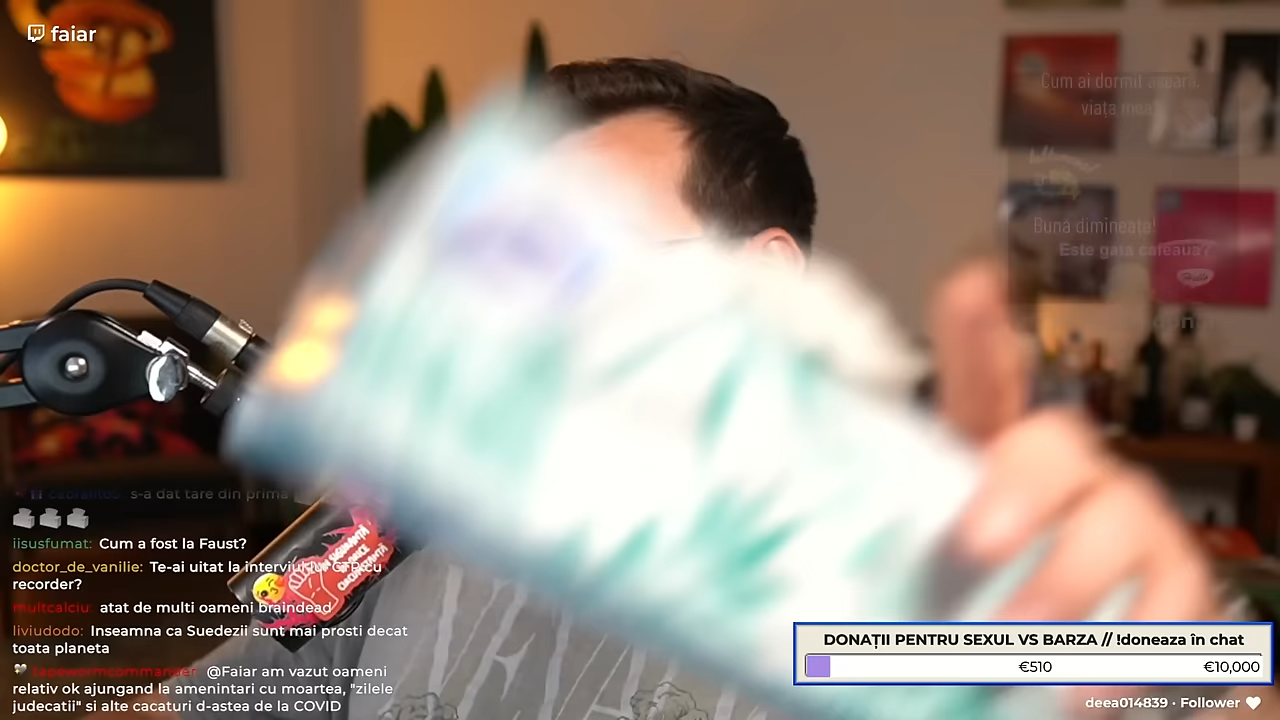 faiar
Cum ai dormit aseară,
viața mea?
Bună dimineața!
Este gata cafeaua?
s-a dat tare din prima
iisusfumat: Cum a fost la Faust?
doctor_de_vanilie: Te-ai uitat la interviul lui GTP cu
recorder?
multcalciu: atat de multi oameni braindead
liviudodo: Inseamna ca Suedezii sunt mai prosti decat
toata planeta
tapewormcommander @Faiar am vazut oameni
relativ ok ajungand la amenintari cu moartea, "zilele
judecatii" si alte cacaturi d-astea de la COVID
DONAȚII PENTRU SEXUL VS BARZA // !doneaza în chat
€510 €10,000
deea014839 · Follower